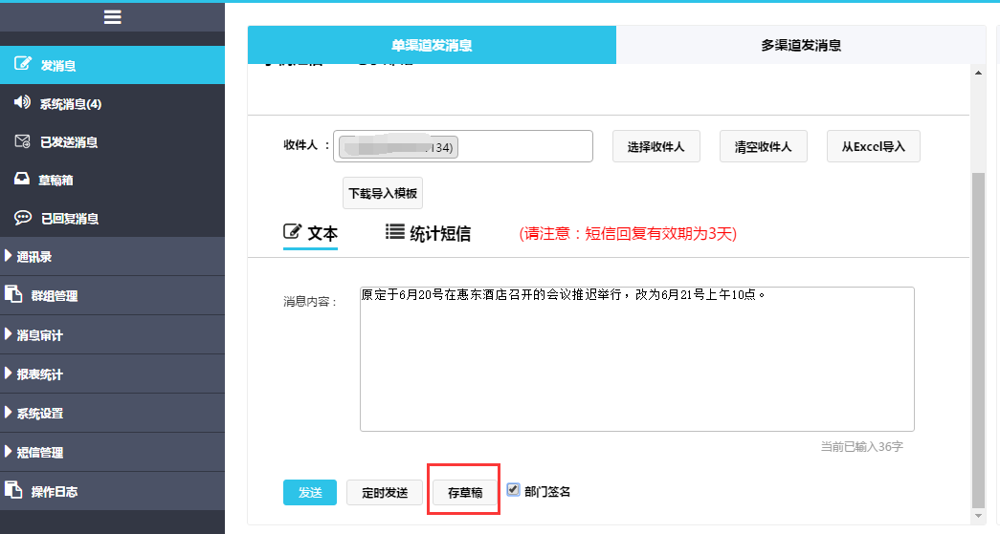 发消息
系统消息(4)
已发送消息
草稿箱
已回复消息
通讯录
群组管理
消息审计
报表统计
系统设置
短信管理
操作日志
单渠道发消息
多渠道发消息
收件人 ：
134)
选择收件人
清空收件人
从Excel导入
下载导入模板
文本
统计短信
(请注意：短信回复有效期为3天)
消息内容：
原定于6月20号在惠东酒店召开的会议推迟举行，改为6月21号上午10点。
当前已输入36字
发送
定时发送
存草稿
部门签名